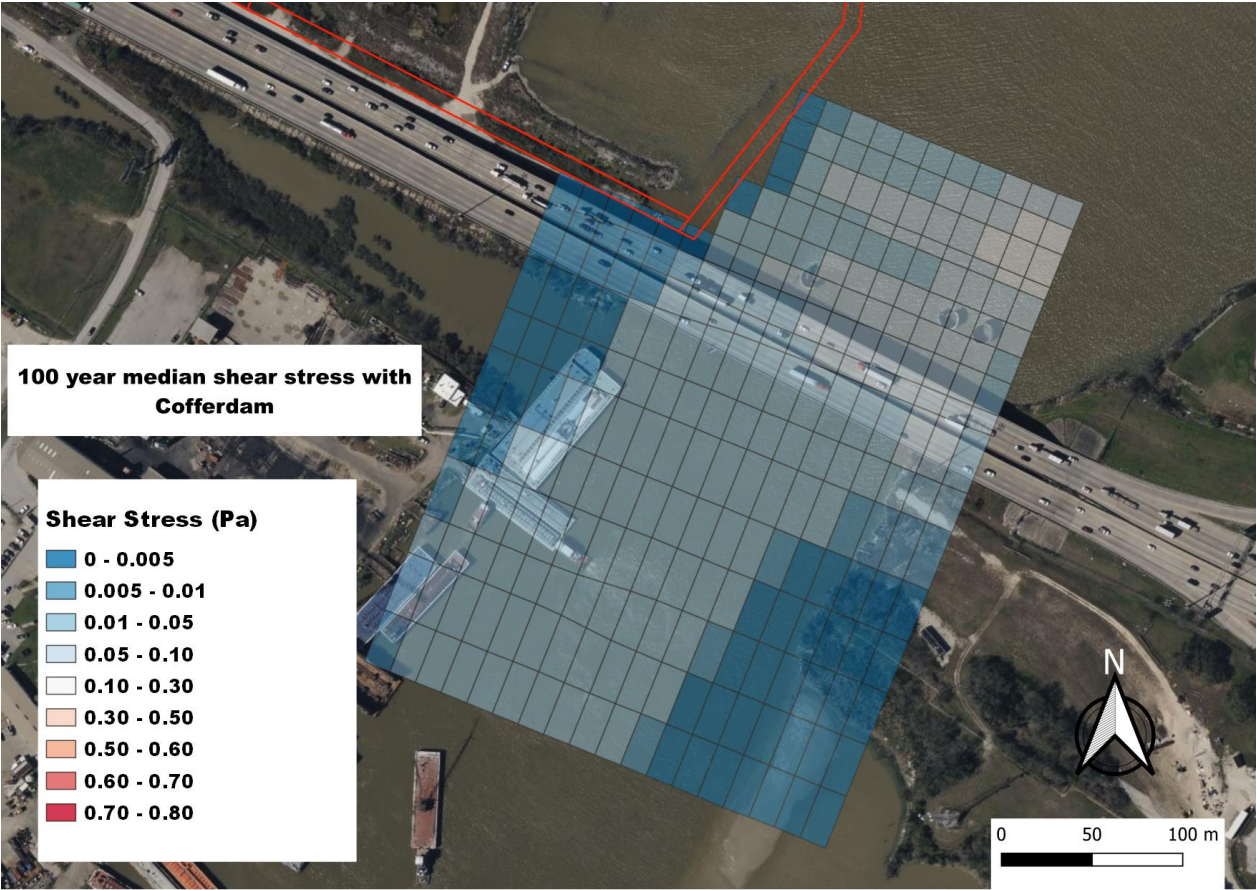 100 year median shear stress with
Cofferdam
Shear Stress (Pa)
0 - 0.005
0.005 - 0.01
0.01 - 0.05
0.05 - 0.10
0.10 - 0.30
0.30 - 0.50
0.50 - 0.60
0.60 - 0.70
0.70 - 0.80
N
0 50 100 m